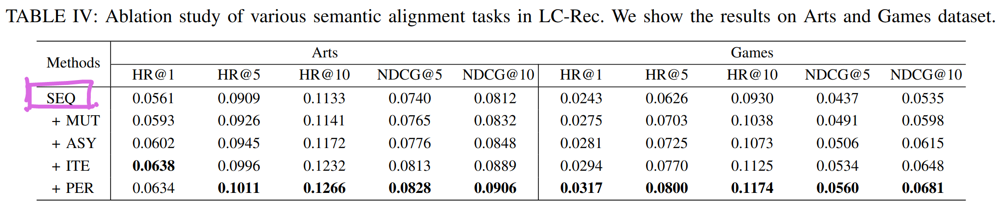 TABLE IV: Ablation study of various semantic alignment tasks in LC-Rec. We show the results on Arts and Games dataset.
Methods Arts Games
HR@1 HR@5 HR@10 NDCG@5 NDCG@10 HR@1 HR@5 HR@10 NDCG@5 NDCG@10
SEQ 0.0561 0.0909 0.1133 0.0740 0.0812 0.0243 0.0626 0.0930 0.0437 0.0535
+ MUT 0.0593 0.0926 0.1141 0.0765 0.0832 0.0275 0.0703 0.1038 0.0491 0.0598
+ ASY 0.0602 0.0945 0.1172 0.0776 0.0848 0.0281 0.0725 0.1073 0.0506 0.0615
+ ITE 0.0638 0.0996 0.1232 0.0813 0.0889 0.0294 0.0770 0.1125 0.0534 0.0648
+ PER 0.0634 0.1011 0.1266 0.0828 0.0906 0.0317 0.0800 0.1174 0.0560 0.0681